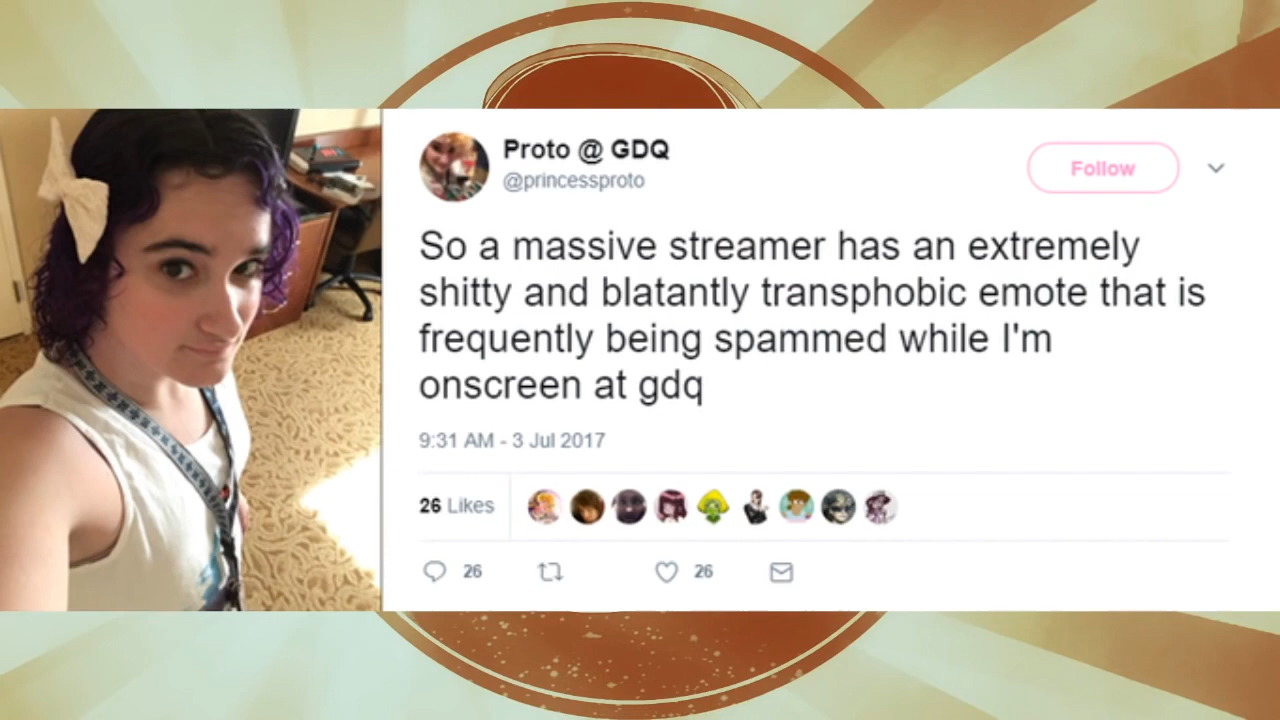 Proto @ GDQ
@princessproto
Follow
So a massive streamer has an extremely
shitty and blatantly transphobic emote that is
frequently being spammed while I'm
onscreen at gdq
9:31 AM - 3 Jul 2017
26 Likes
26
26